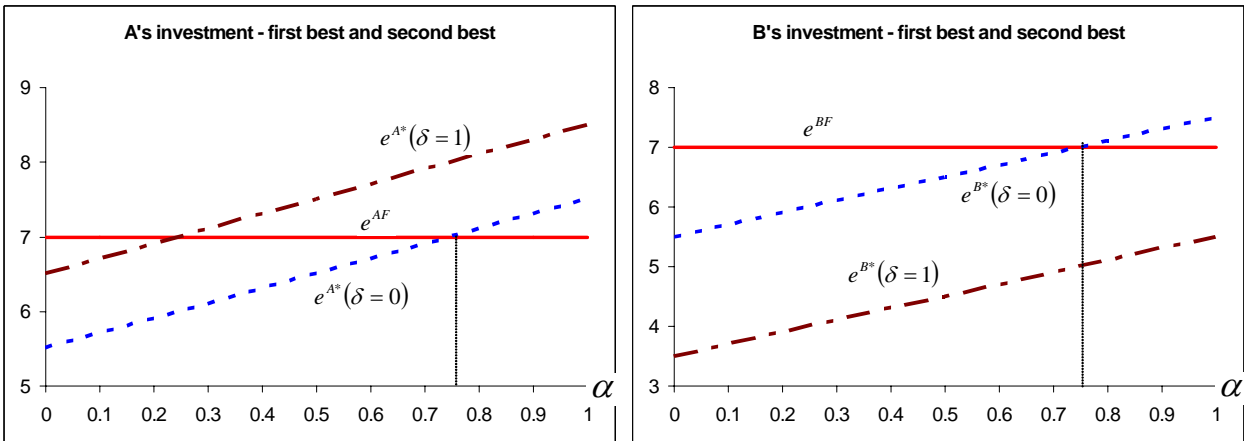 A's investment - first best and second best
9
8
7
6
5
e^{A*}(δ = 1)
e^{AF}
e^{A*}(δ = 0)
0 0.1 0.2 0.3 0.4 0.5 0.6 0.7 0.8 0.9 1
α
B's investment - first best and second best
8
7
6
5
4
3
e^{BF}
e^{B*}(δ = 0)
e^{B*}(δ = 1)
0 0.1 0.2 0.3 0.4 0.5 0.6 0.7 0.8 0.9 1
α